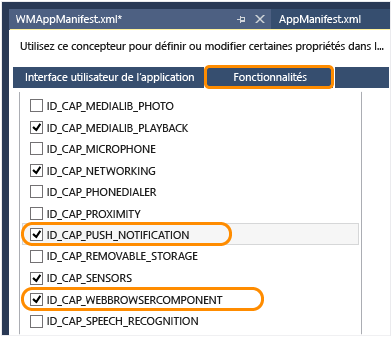 WMAppManifest.xml* AppManifest.xml
Utilisez ce concepteur pour définir ou modifier certaines propriétés dans l...
Interface utilisateur de l'application Fonctionnalités
ID_CAP_MEDIALIB_PHOTO
ID_CAP_MEDIALIB_PLAYBACK
ID_CAP_MICROPHONE
ID_CAP_NETWORKING
ID_CAP_PHONEDIALER
ID_CAP_PROXIMITY
ID_CAP_PUSH_NOTIFICATION
ID_CAP_REMOVABLE_STORAGE
ID_CAP_SENSORS
ID_CAP_WEBBROWSERCOMPONENT
ID_CAP_SPEECH_RECOGNITION